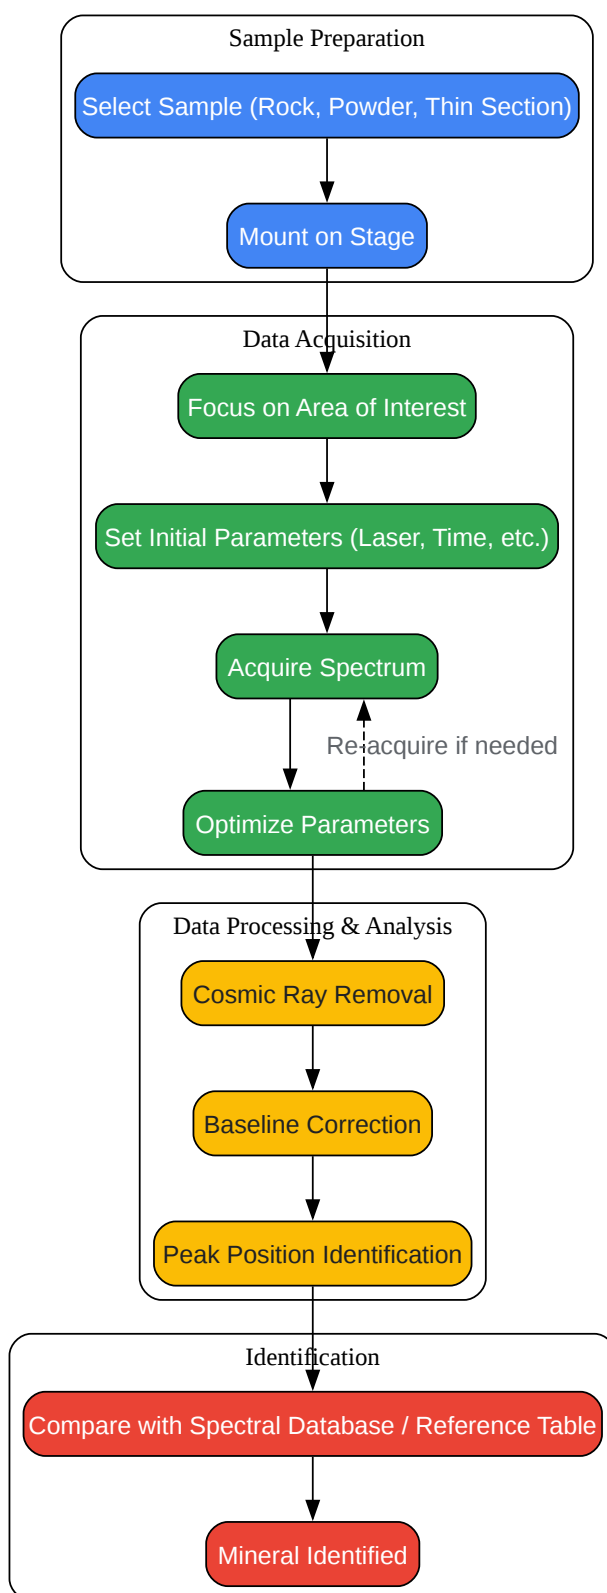 Sample Preparation
Select Sample (Rock, Powder, Thin Section)
Mount on Stage
Data Acquisition
Focus on Area of Interest
Set Initial Parameters (Laser, Time, etc.)
Acquire Spectrum
Re-acquire if needed
Optimize Parameters
Data Processing & Analysis
Cosmic Ray Removal
Baseline Correction
Peak Position Identification
Identification
Compare with Spectral Database / Reference Table
Mineral Identified